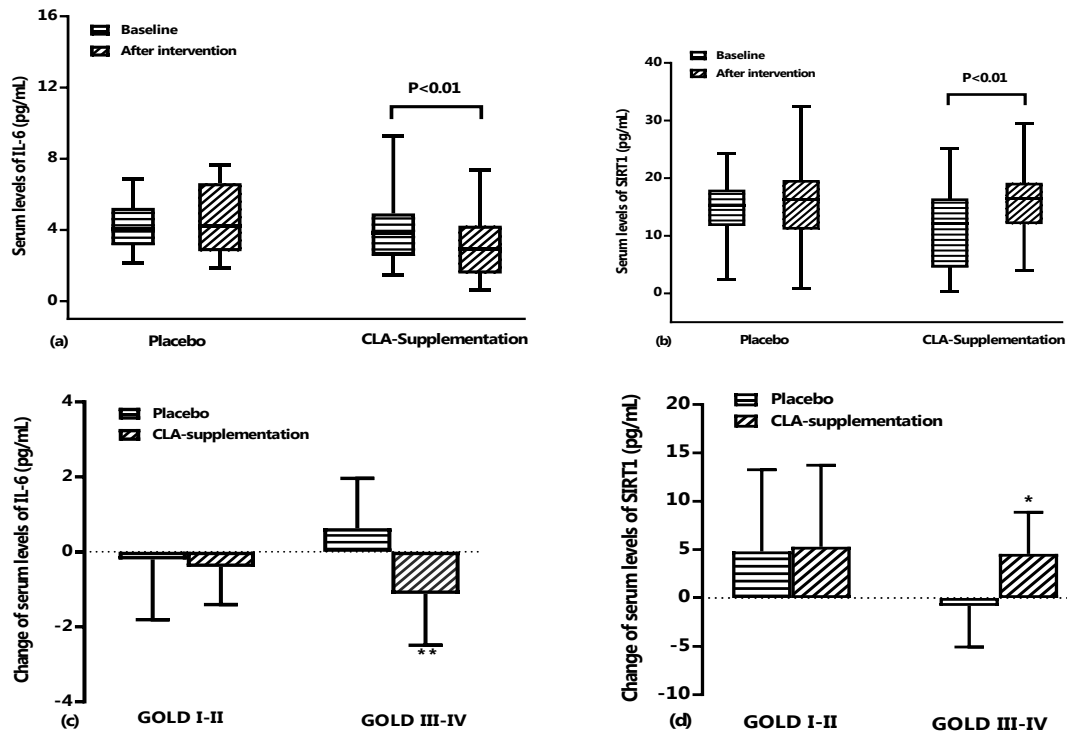 16
12
8
4
0
Serum levels of IL-6 (pg/mL)
Baseline
After intervention
P<0.01
(a)
Placebo
CLA-Supplementation
40
30
20
10
0
Serum levels of SIRT1 (pg/mL)
Baseline
After intervention
P<0.01
(b)
Placebo
CLA-Supplementation
4
2
0
-2
-4
Change of serum levels of IL-6 (pg/mL)
Placebo
CLA-supplementation
**
(c)
GOLD I-II
GOLD III-IV
20
15
10
5
0
-5
-10
Change of serum levels of SIRT1 (pg/mL)
Placebo
CLA-supplementation
*
(d)
GOLD I-II
GOLD III-IV